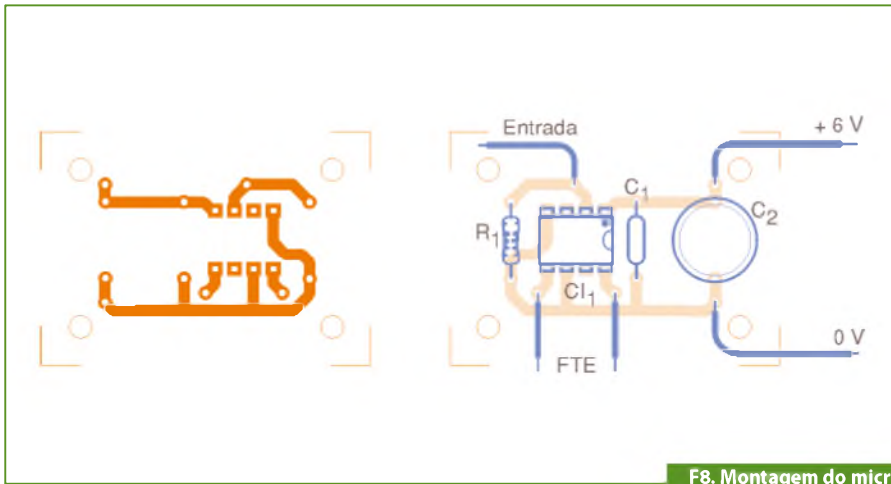 Entrada
+ 6 V
C1
C2
R1
CI1
0 V
FTE
F8. Montagem do micr